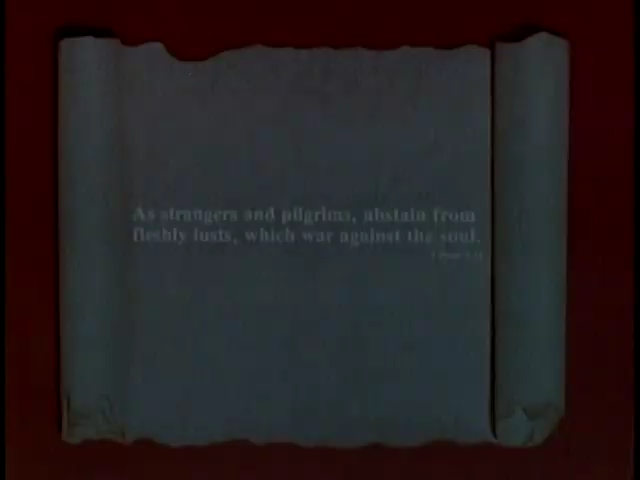 As strangers and pilgrims, abstain from
fleshly lusts, which war against the soul.